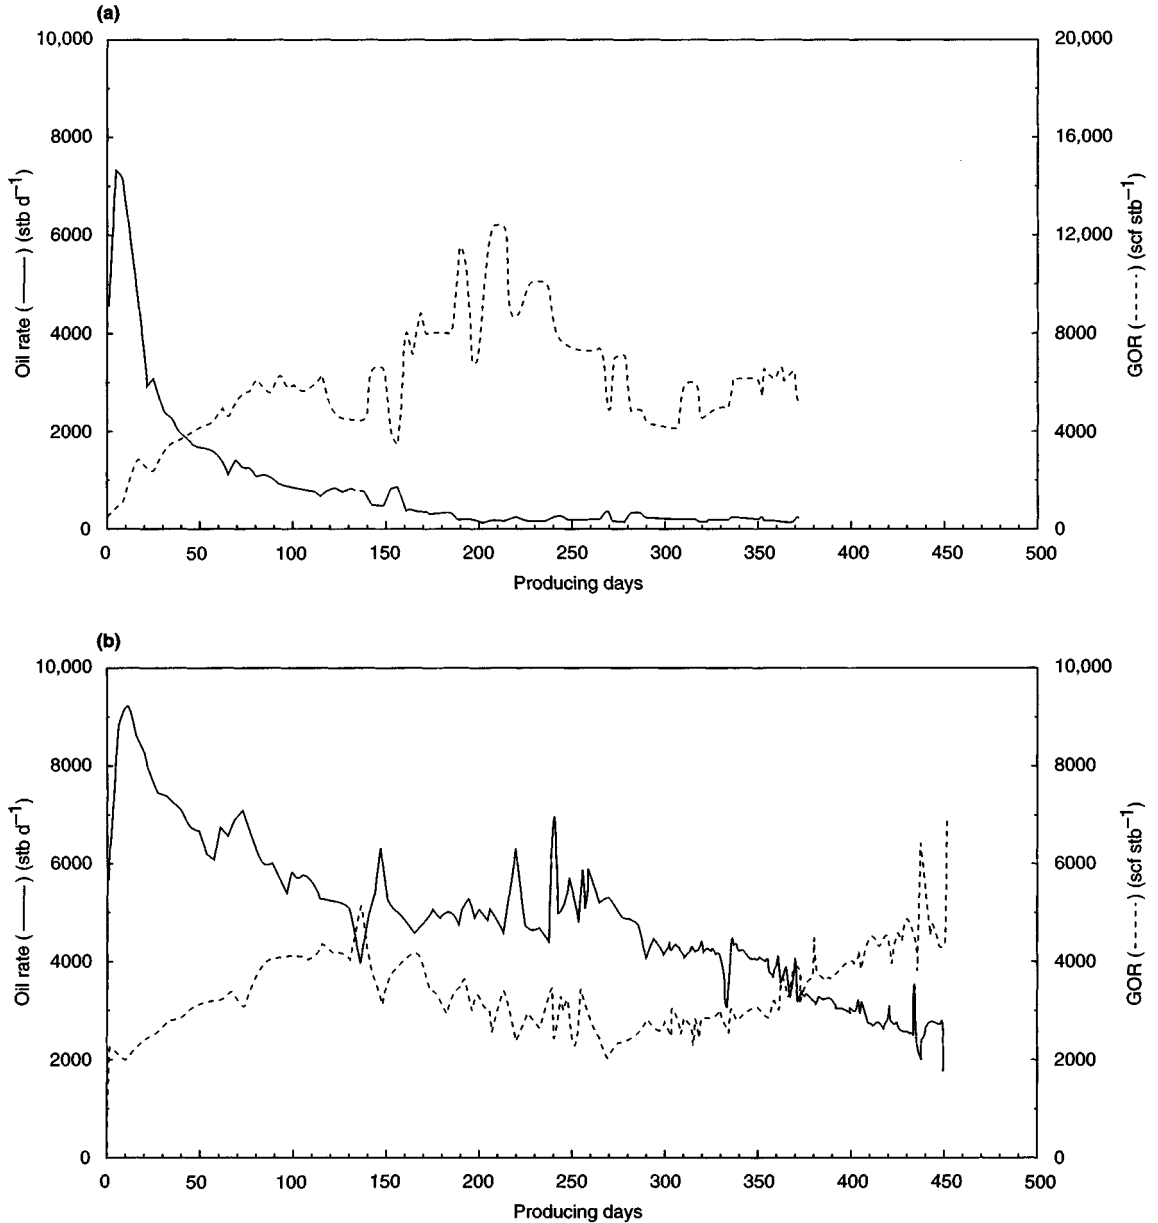 (a)
10,000
8000
6000
4000
2000
0
Oil rate (——) (stb d⁻¹)
20,000
16,000
12,000
8000
4000
0
GOR (-----) (scf stb⁻¹)
0 50 100 150 200 250 300 350 400 450 500
Producing days
(b)
10,000
8000
6000
4000
2000
0
Oil rate (——) (stb d⁻¹)
10,000
8000
6000
4000
2000
0
GOR (-----) (scf stb⁻¹)
0 50 100 150 200 250 300 350 400 450 500
Producing days